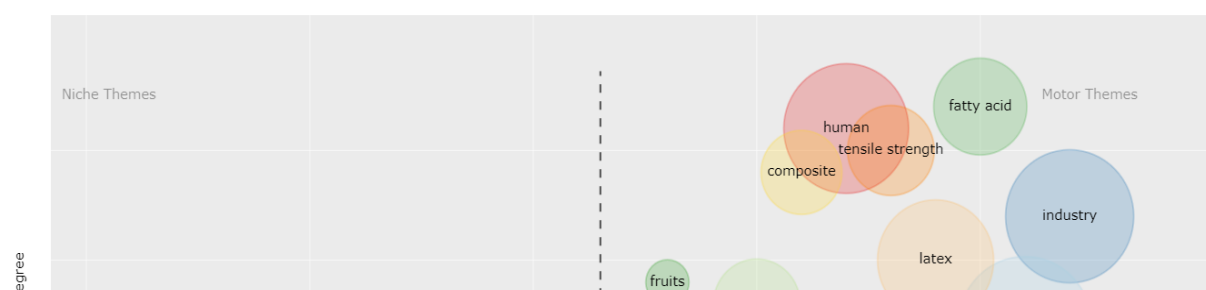 Niche Themes
Motor Themes
fatty acid
human
tensile strength
composite
industry
latex
fruits
egree